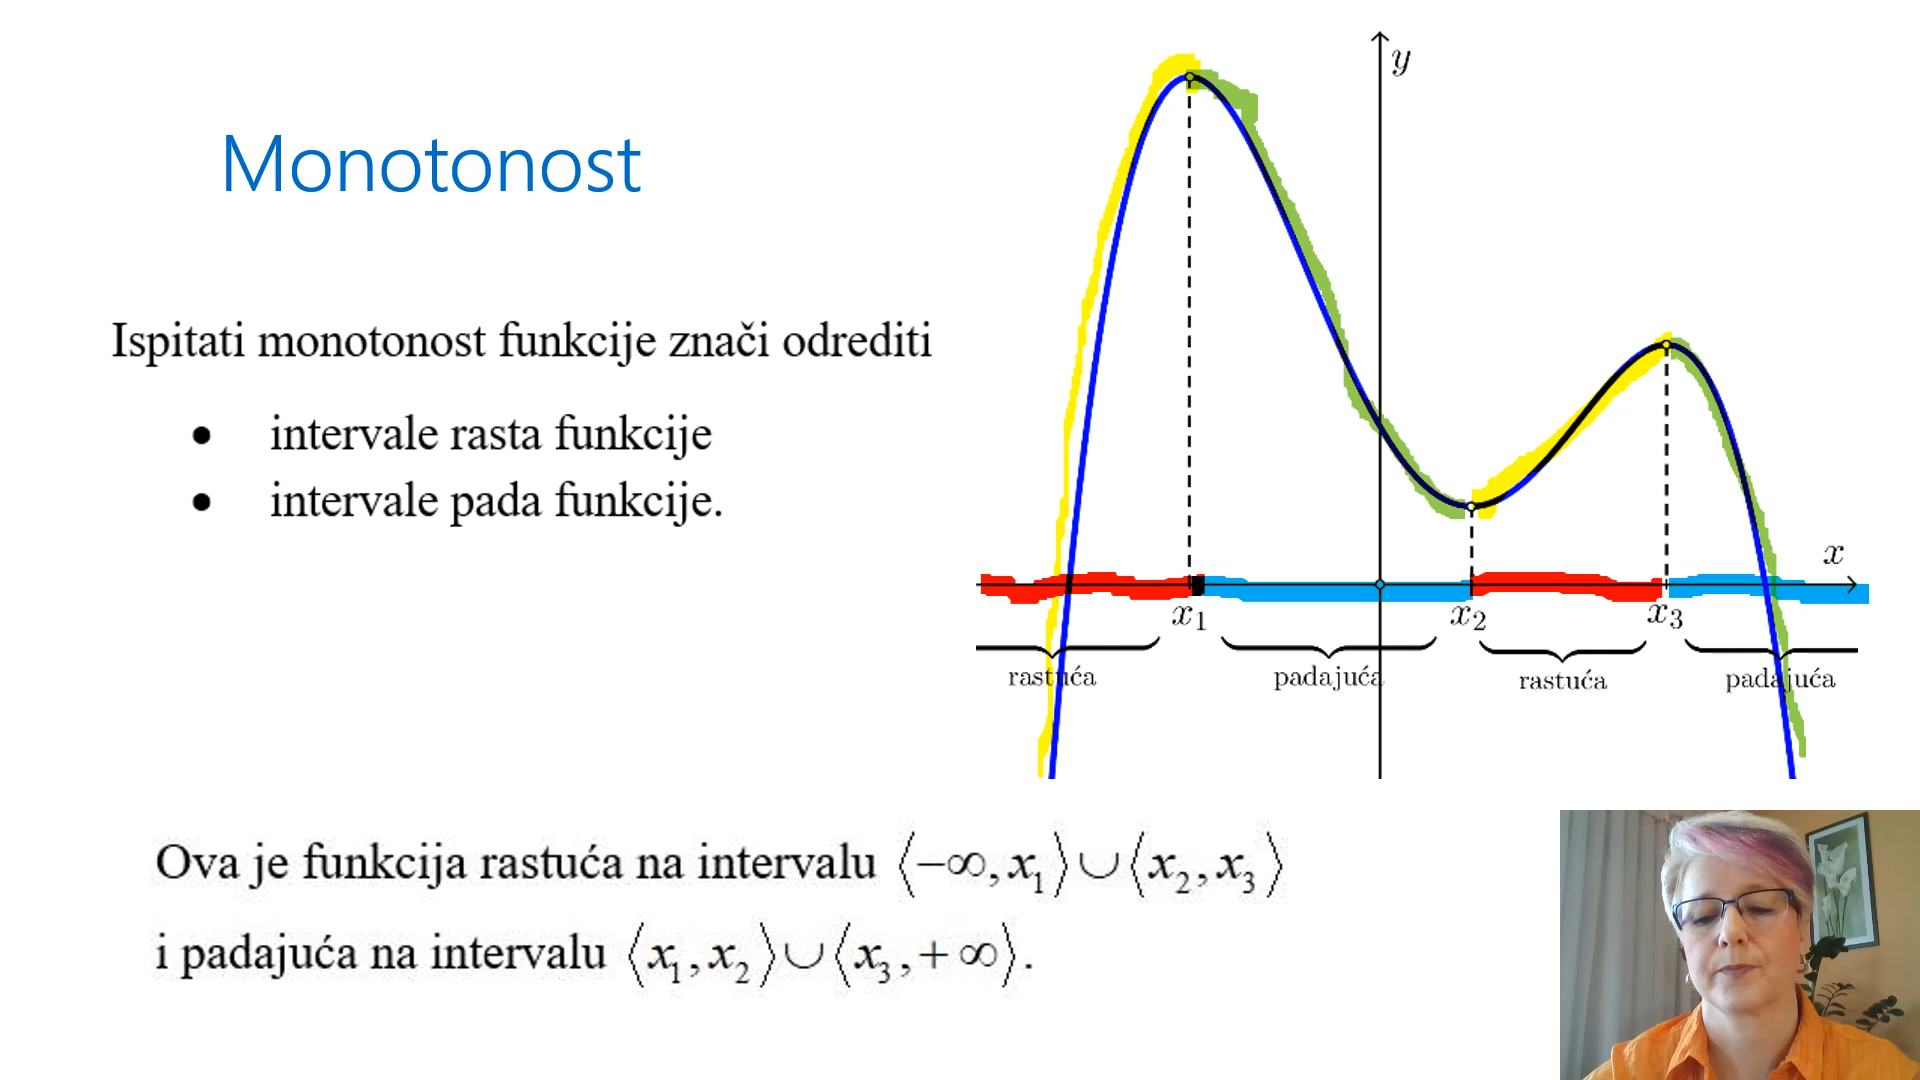 Monotonost
Ispitati monotonost funkcije znači odrediti
• intervale rasta funkcije
• intervale pada funkcije.
y
x
x₁ x₂ x₃
rastuća padajuća rastuća padajuća
Ova je funkcija rastuća na intervalu ⟨−∞, x₁⟩∪⟨x₂, x₃⟩
i padajuća na intervalu ⟨x₁, x₂⟩∪⟨x₃, +∞⟩.